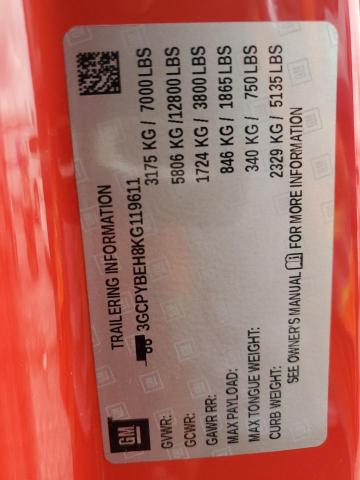 GM
TRAILERING INFORMATION
3GCPYBEH8KG119611
GVWR: 3175 KG / 7000 LBS
GCWR: 5806 KG /12800 LBS
GAWR RR: 1724 KG / 3800 LBS
MAX PAYLOAD: 846 KG / 1865 LBS
MAX TONGUE WEIGHT: 340 KG / 750 LBS
CURB WEIGHT: 2329 KG / 5135 LBS
SEE OWNER'S MANUAL FOR MORE INFORMATION